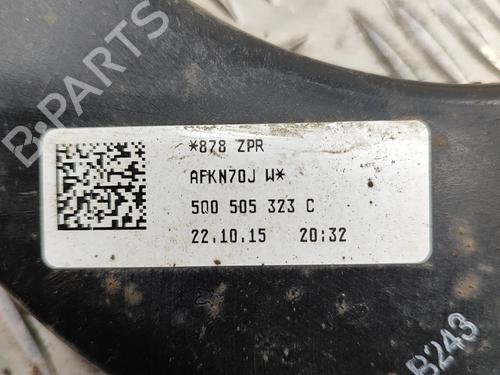 B-PARTS
*878 ZPR
AFKN70J W*
5Q0 505 323 C
22.10.15 20:32
B243